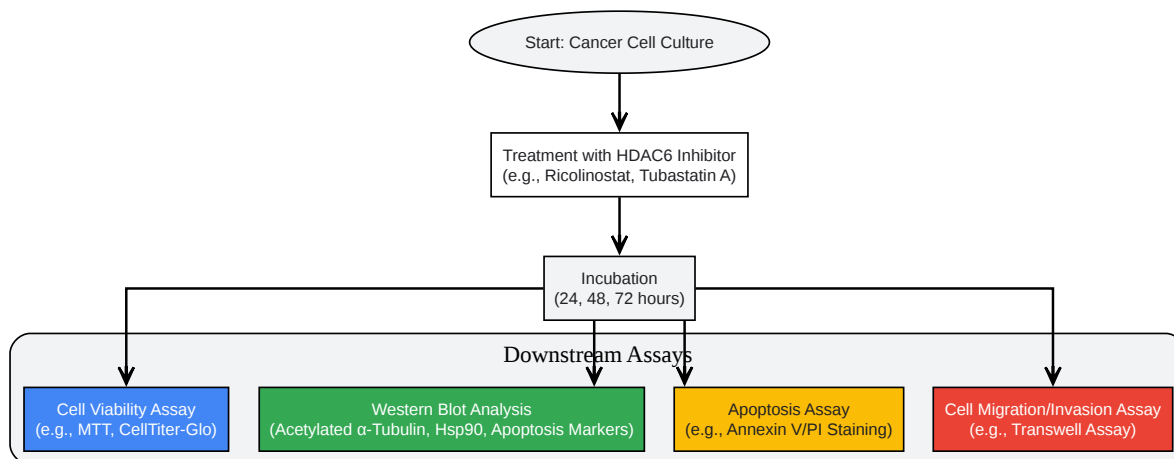 Start: Cancer Cell Culture
Treatment with HDAC6 Inhibitor
(e.g., Ricolinostat, Tubastatin A)
Incubation
(24, 48, 72 hours)
Downstream Assays
Cell Viability Assay
(e.g., MTT, CellTiter-Glo)
Western Blot Analysis
(Acetylated α-Tubulin, Hsp90, Apoptosis Markers)
Apoptosis Assay
(e.g., Annexin V/PI Staining)
Cell Migration/Invasion Assay
(e.g., Transwell Assay)